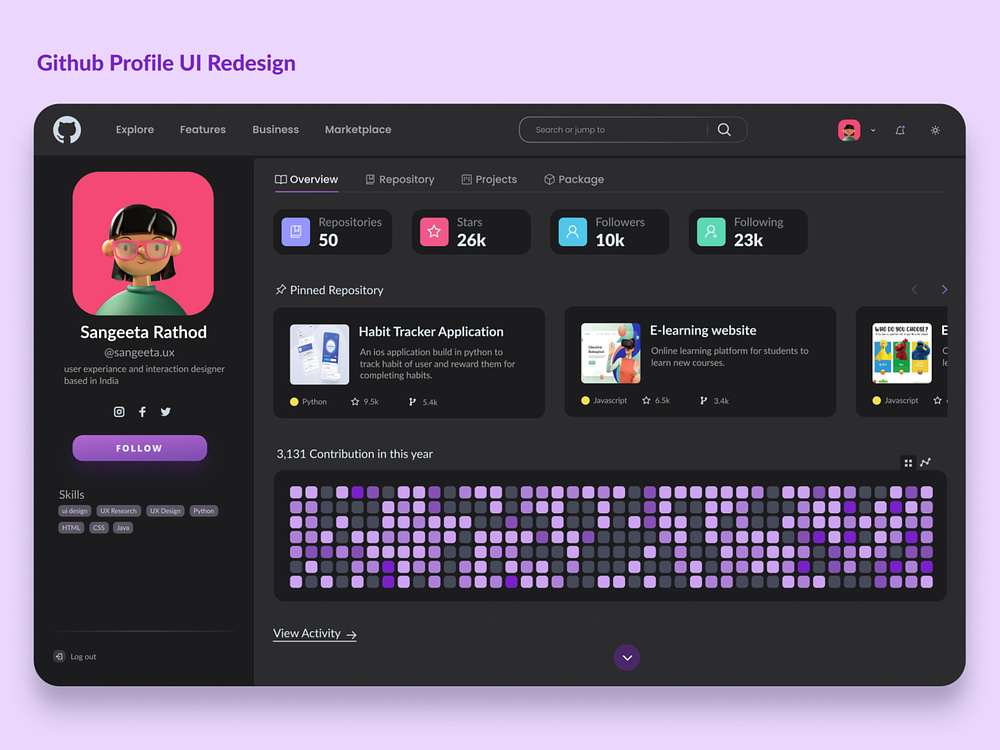 Github Profile UI Redesign
Explore Features Business Marketplace
Search or jump to
Sangeeta Rathod
@sangeeta.ux
user experiance and interaction designer
based in India
FOLLOW
Skills
ui design UX Research UX Design Python
HTML CSS Java
Log out
Overview Repository Projects Package
Repositories
50
Stars
26k
Followers
10k
Following
23k
Pinned Repository
Habit Tracker Application
An ios application build in python to
track habit of user and reward them for
completing habits.
Python 9.5k 5.4k
E-learning website
Online learning platform for students to
learn new courses.
Javascript 6.5k 3.4k
WHO DO YOU CHOOSE?
Javascript
3,131 Contribution in this year
View Activity